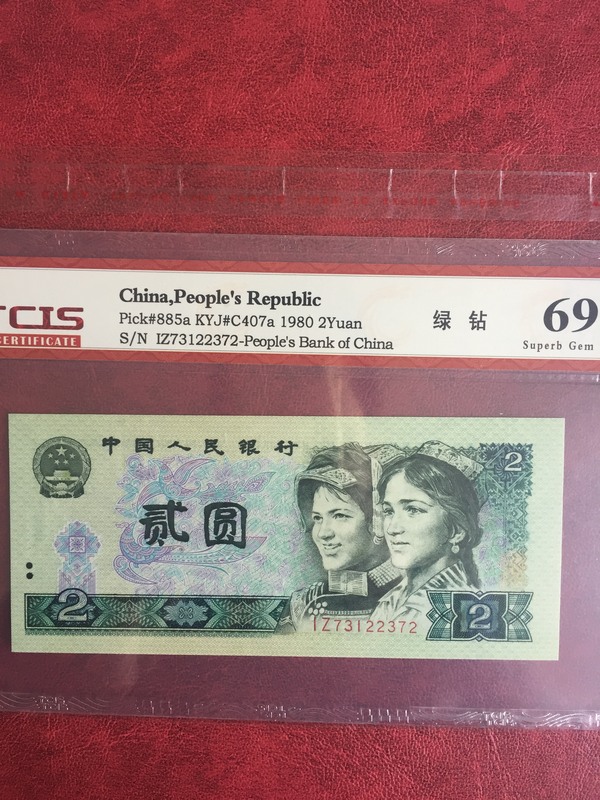 TCIS
CERTIFICATE
China,People's Republic
Pick#885a KYJ#C407a 1980 2Yuan
S/N IZ73122372-People's Bank of China
绿 钻
69
Superb Gem
中国人民银行
贰圆
2
2
2
IZ73122372